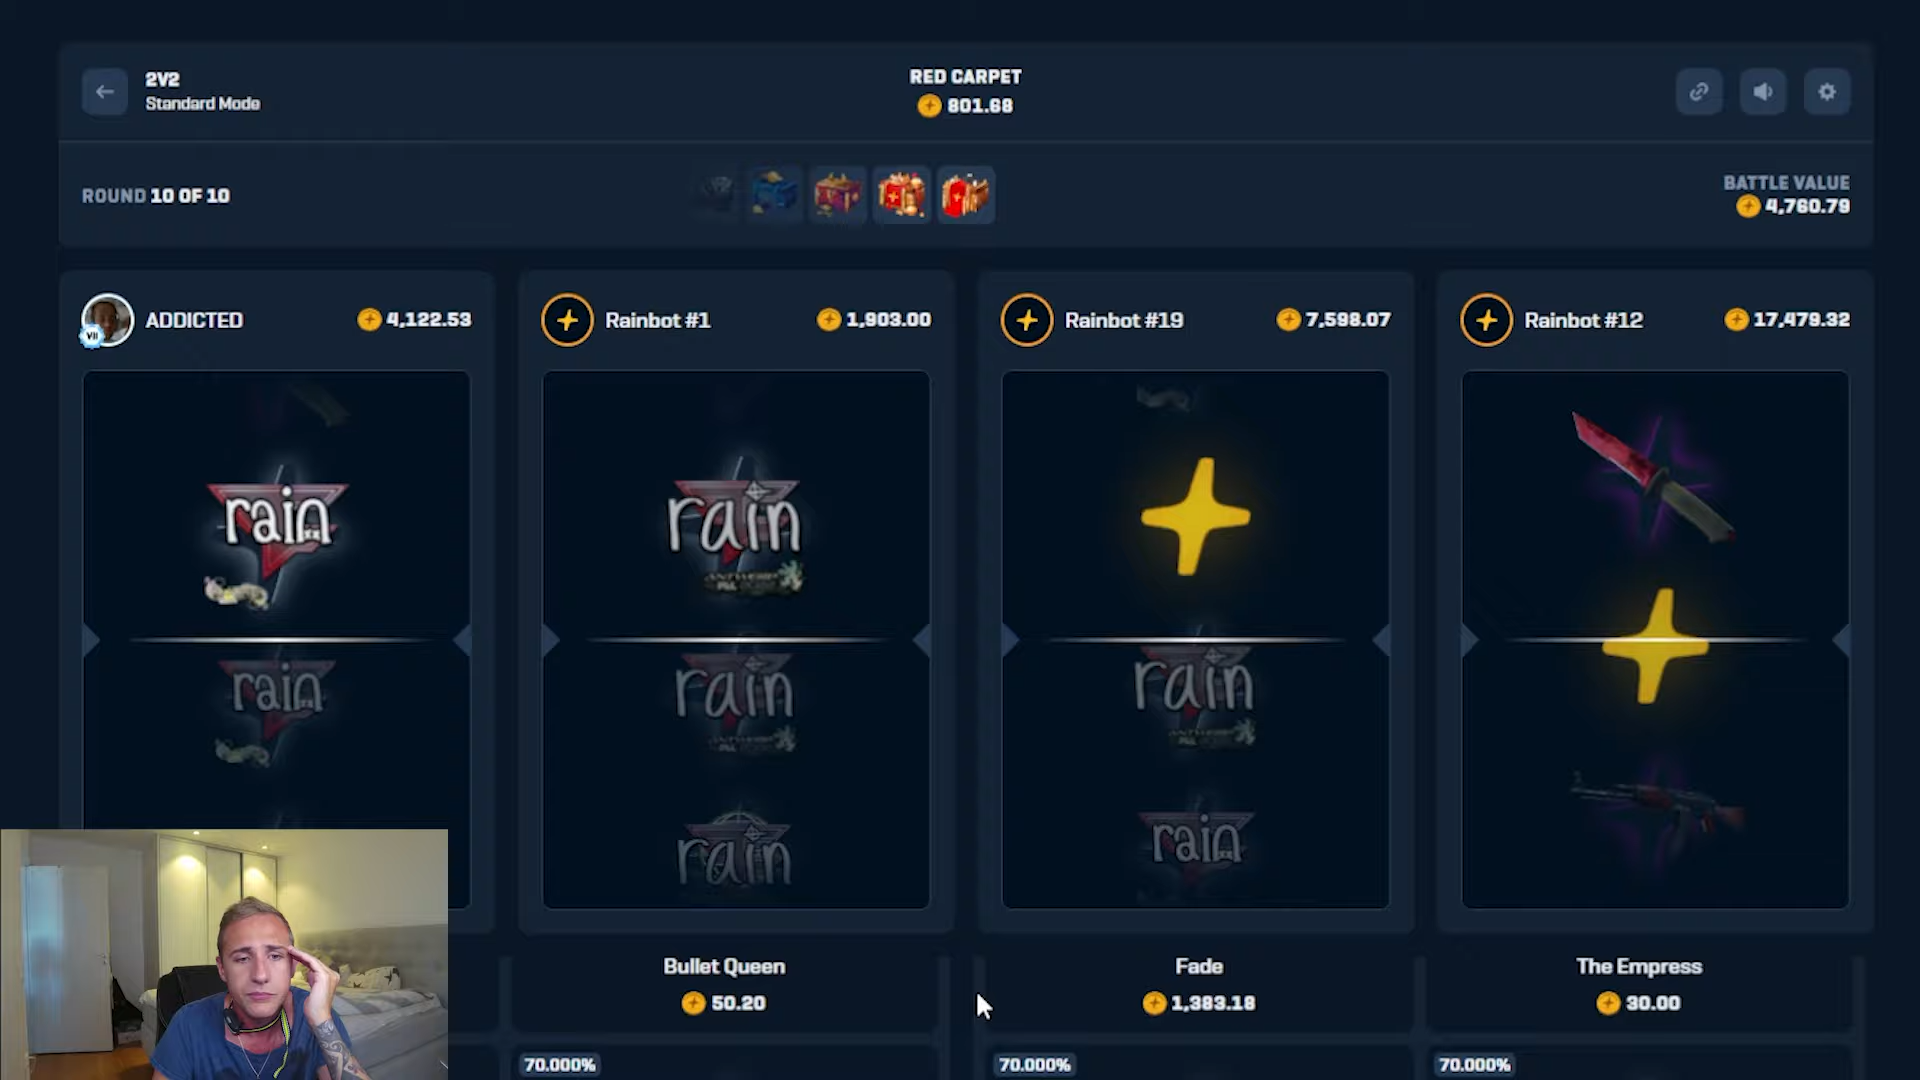 2V2
Standard Mode
RED CARPET
801.68
ROUND 10 OF 10
BATTLE VALUE
4,760.79
ADDICTED
4,122.53
Rainbot #1
1,903.00
Rainbot #19
7,598.07
Rainbot #12
17,479.32
VII
rain
rain
rain
rain
rain
rain
rain
Bullet Queen
50.20
Fade
1,383.18
The Empress
30.00
70.000%
70.000%
70.000%